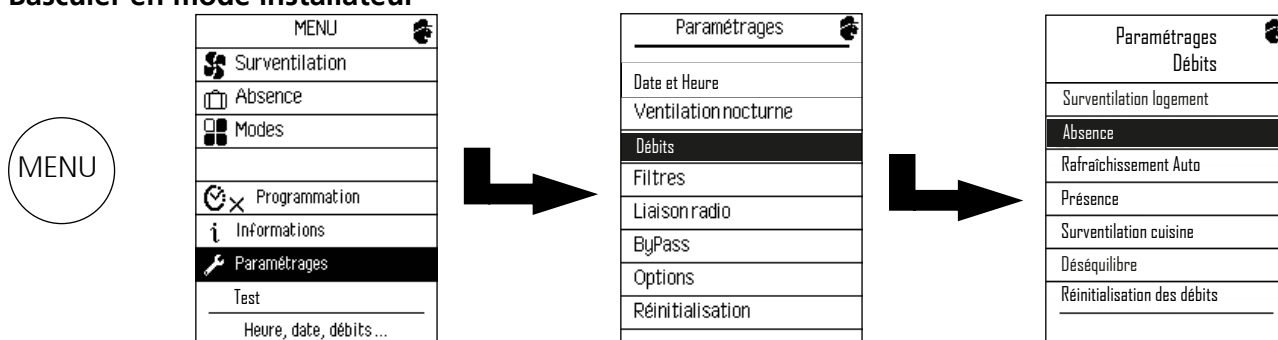 Basculer en mode installateur
MENU
MENU
Surventilation
Absence
Modes
Programmation
Informations
Paramétrages
Test
Heure, date, débits...
Paramétrages
Date et Heure
Ventilation nocturne
Débits
Filtres
Liaison radio
ByPass
Options
Réinitialisation
Paramétrages
Débits
Surventilation logement
Absence
Rafraîchissement Auto
Présence
Surventilation cuisine
Déséquilibre
Réinitialisation des débits